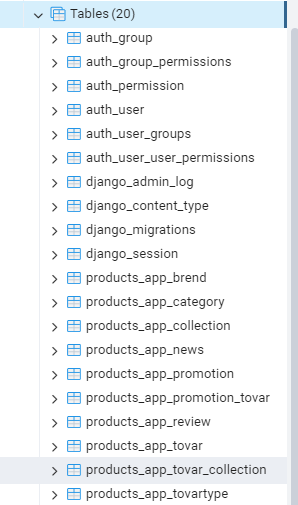 Tables (20)
auth_group
auth_group_permissions
auth_permission
auth_user
auth_user_groups
auth_user_user_permissions
django_admin_log
django_content_type
django_migrations
django_session
products_app_brend
products_app_category
products_app_collection
products_app_news
products_app_promotion
products_app_promotion_tovar
products_app_review
products_app_tovar
products_app_tovar_collection
products_app_tovartype